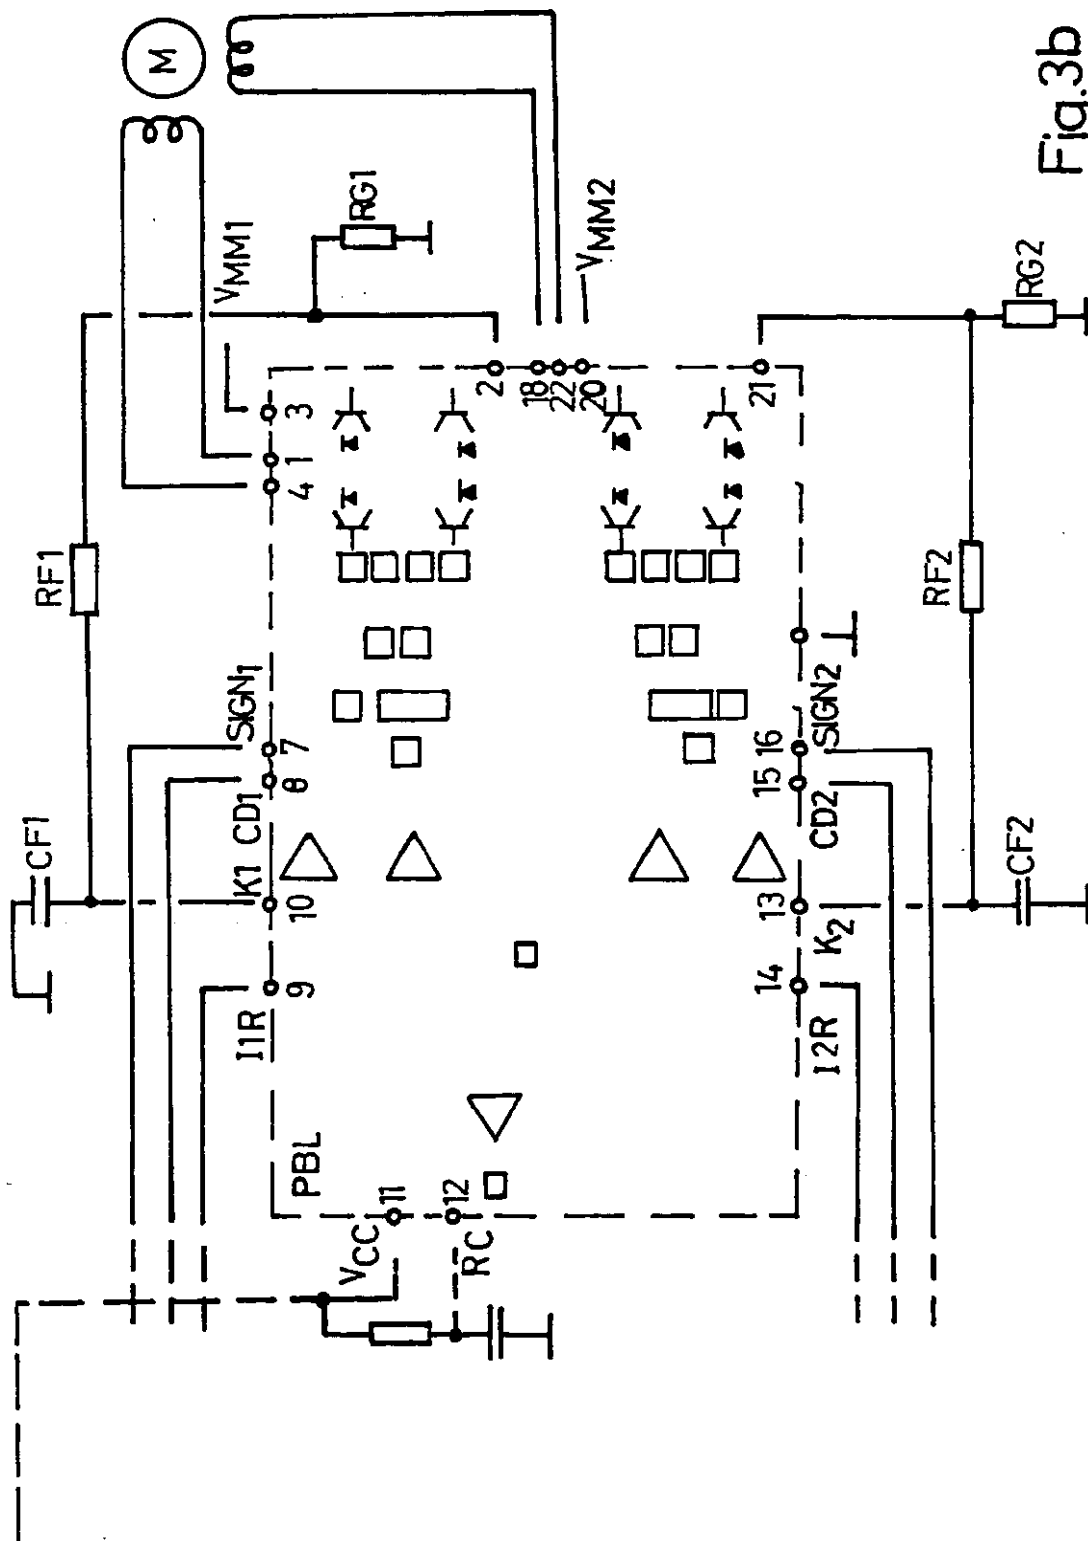 M
RF1
VMM1
RG1
CF1
K1
CD1
SIGN1
I1R
9
10
8
7
4
1
3
PBL
VCC
11
12
RC
2
18
22
20
VMM2
21
14
13
15
16
I2R
K2
CD2
SIGN2
CF2
RF2
RG2
Fig.3b